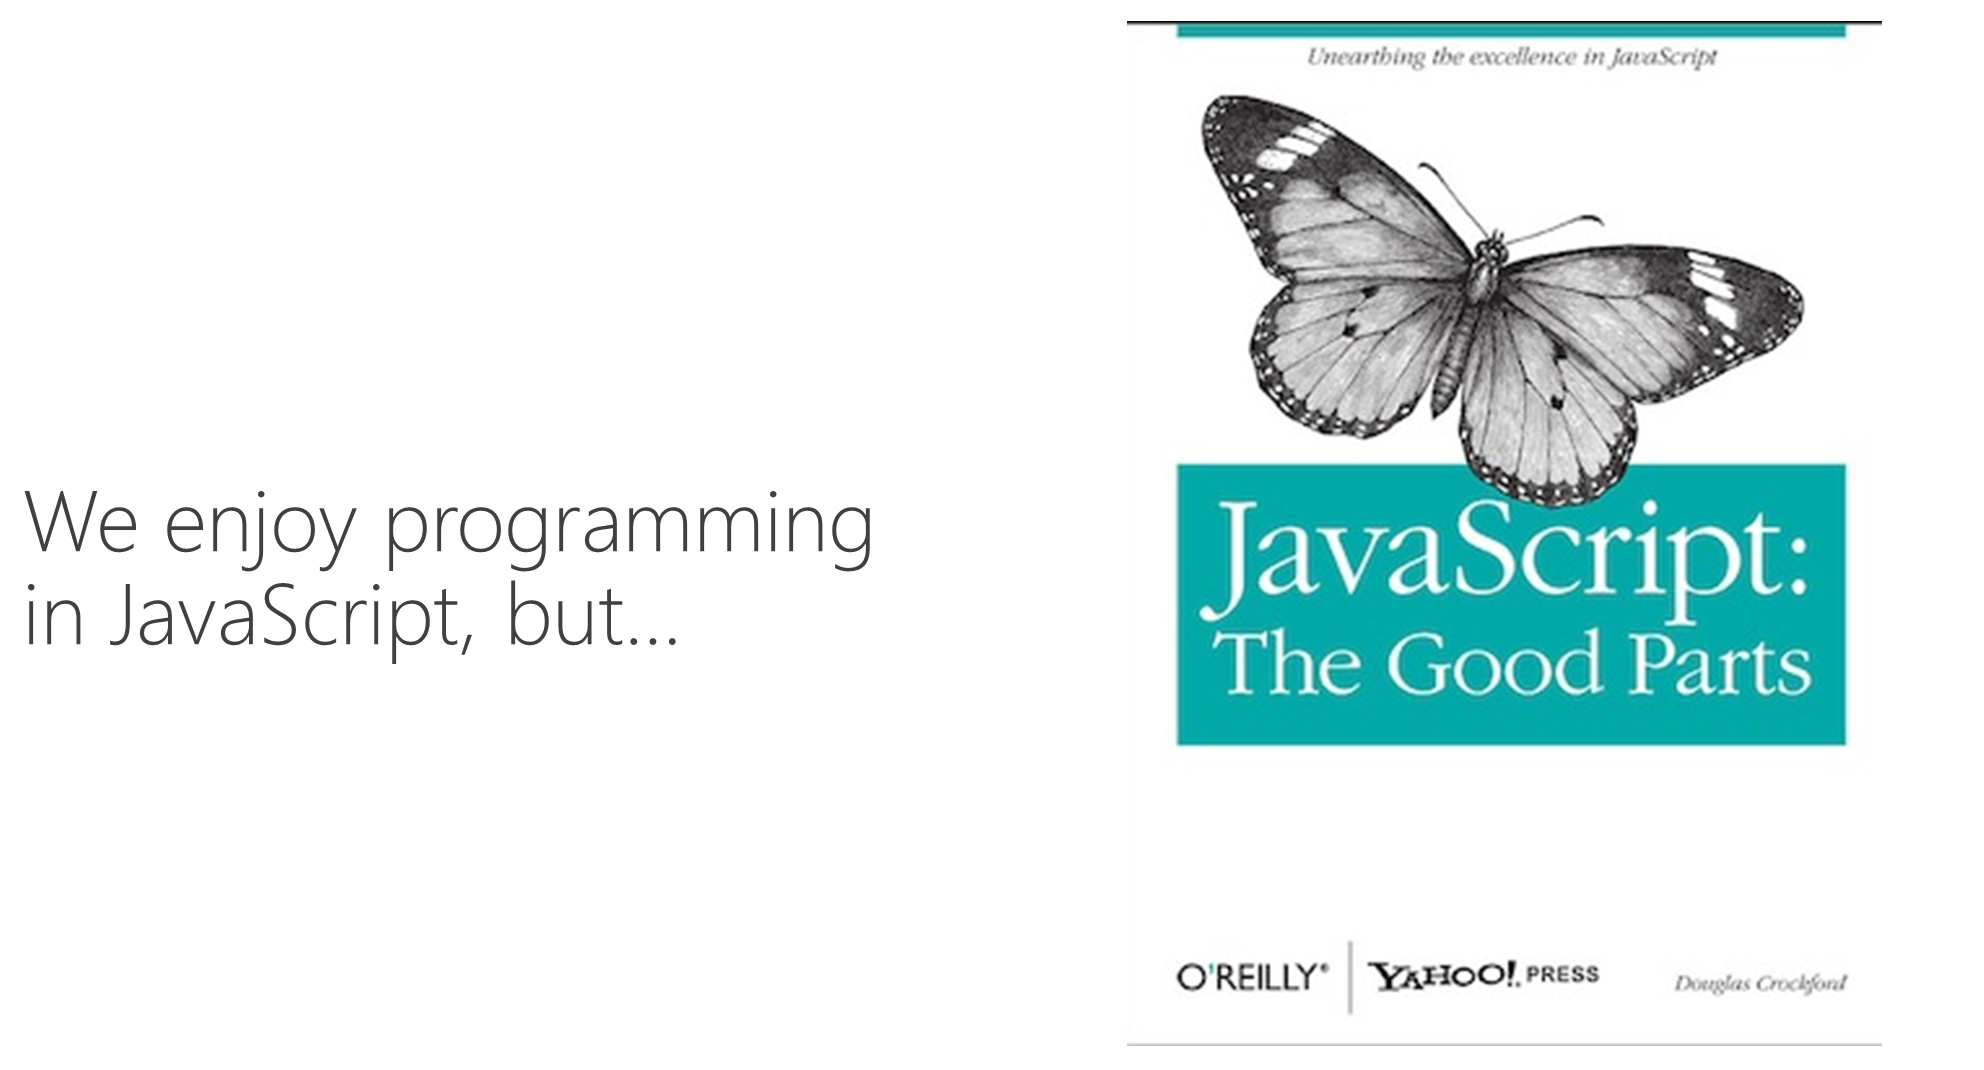 We enjoy programming
in JavaScript, but...
Unearthing the excellence in JavaScript
JavaScript:
The Good Parts
O'REILLY®
YAHOO! PRESS
Douglas Crockford